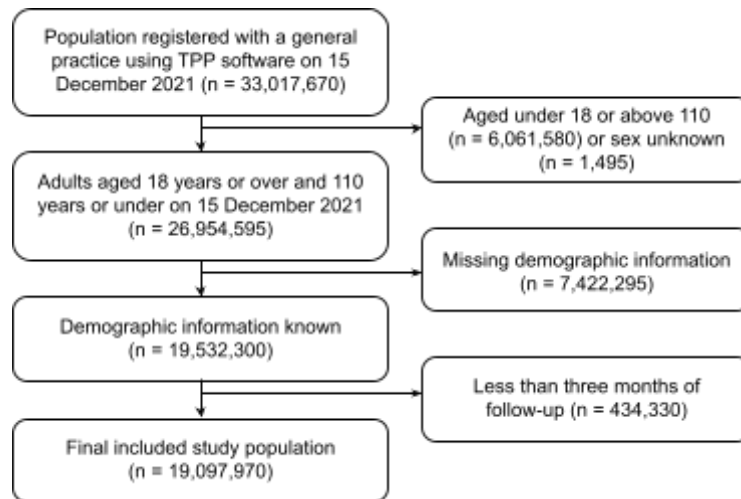 Population registered with a general
practice using TPP software on 15
December 2021 (n = 33,017,670)
Aged under 18 or above 110
(n = 6,061,580) or sex unknown
(n = 1,495)
Adults aged 18 years or over and 110
years or under on 15 December 2021
(n = 26,954,595)
Missing demographic information
(n = 7,422,295)
Demographic information known
(n = 19,532,300)
Less than three months of
follow-up (n = 434,330)
Final included study population
(n = 19,097,970)